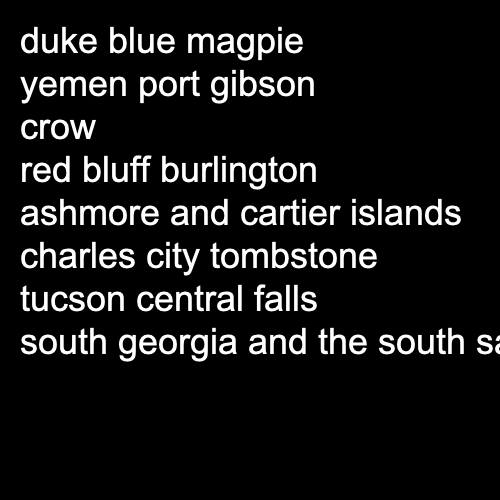 duke blue magpie
yemen port gibson
crow
red bluff burlington
ashmore and cartier islands
charles city tombstone
tucson central falls
south georgia and the south